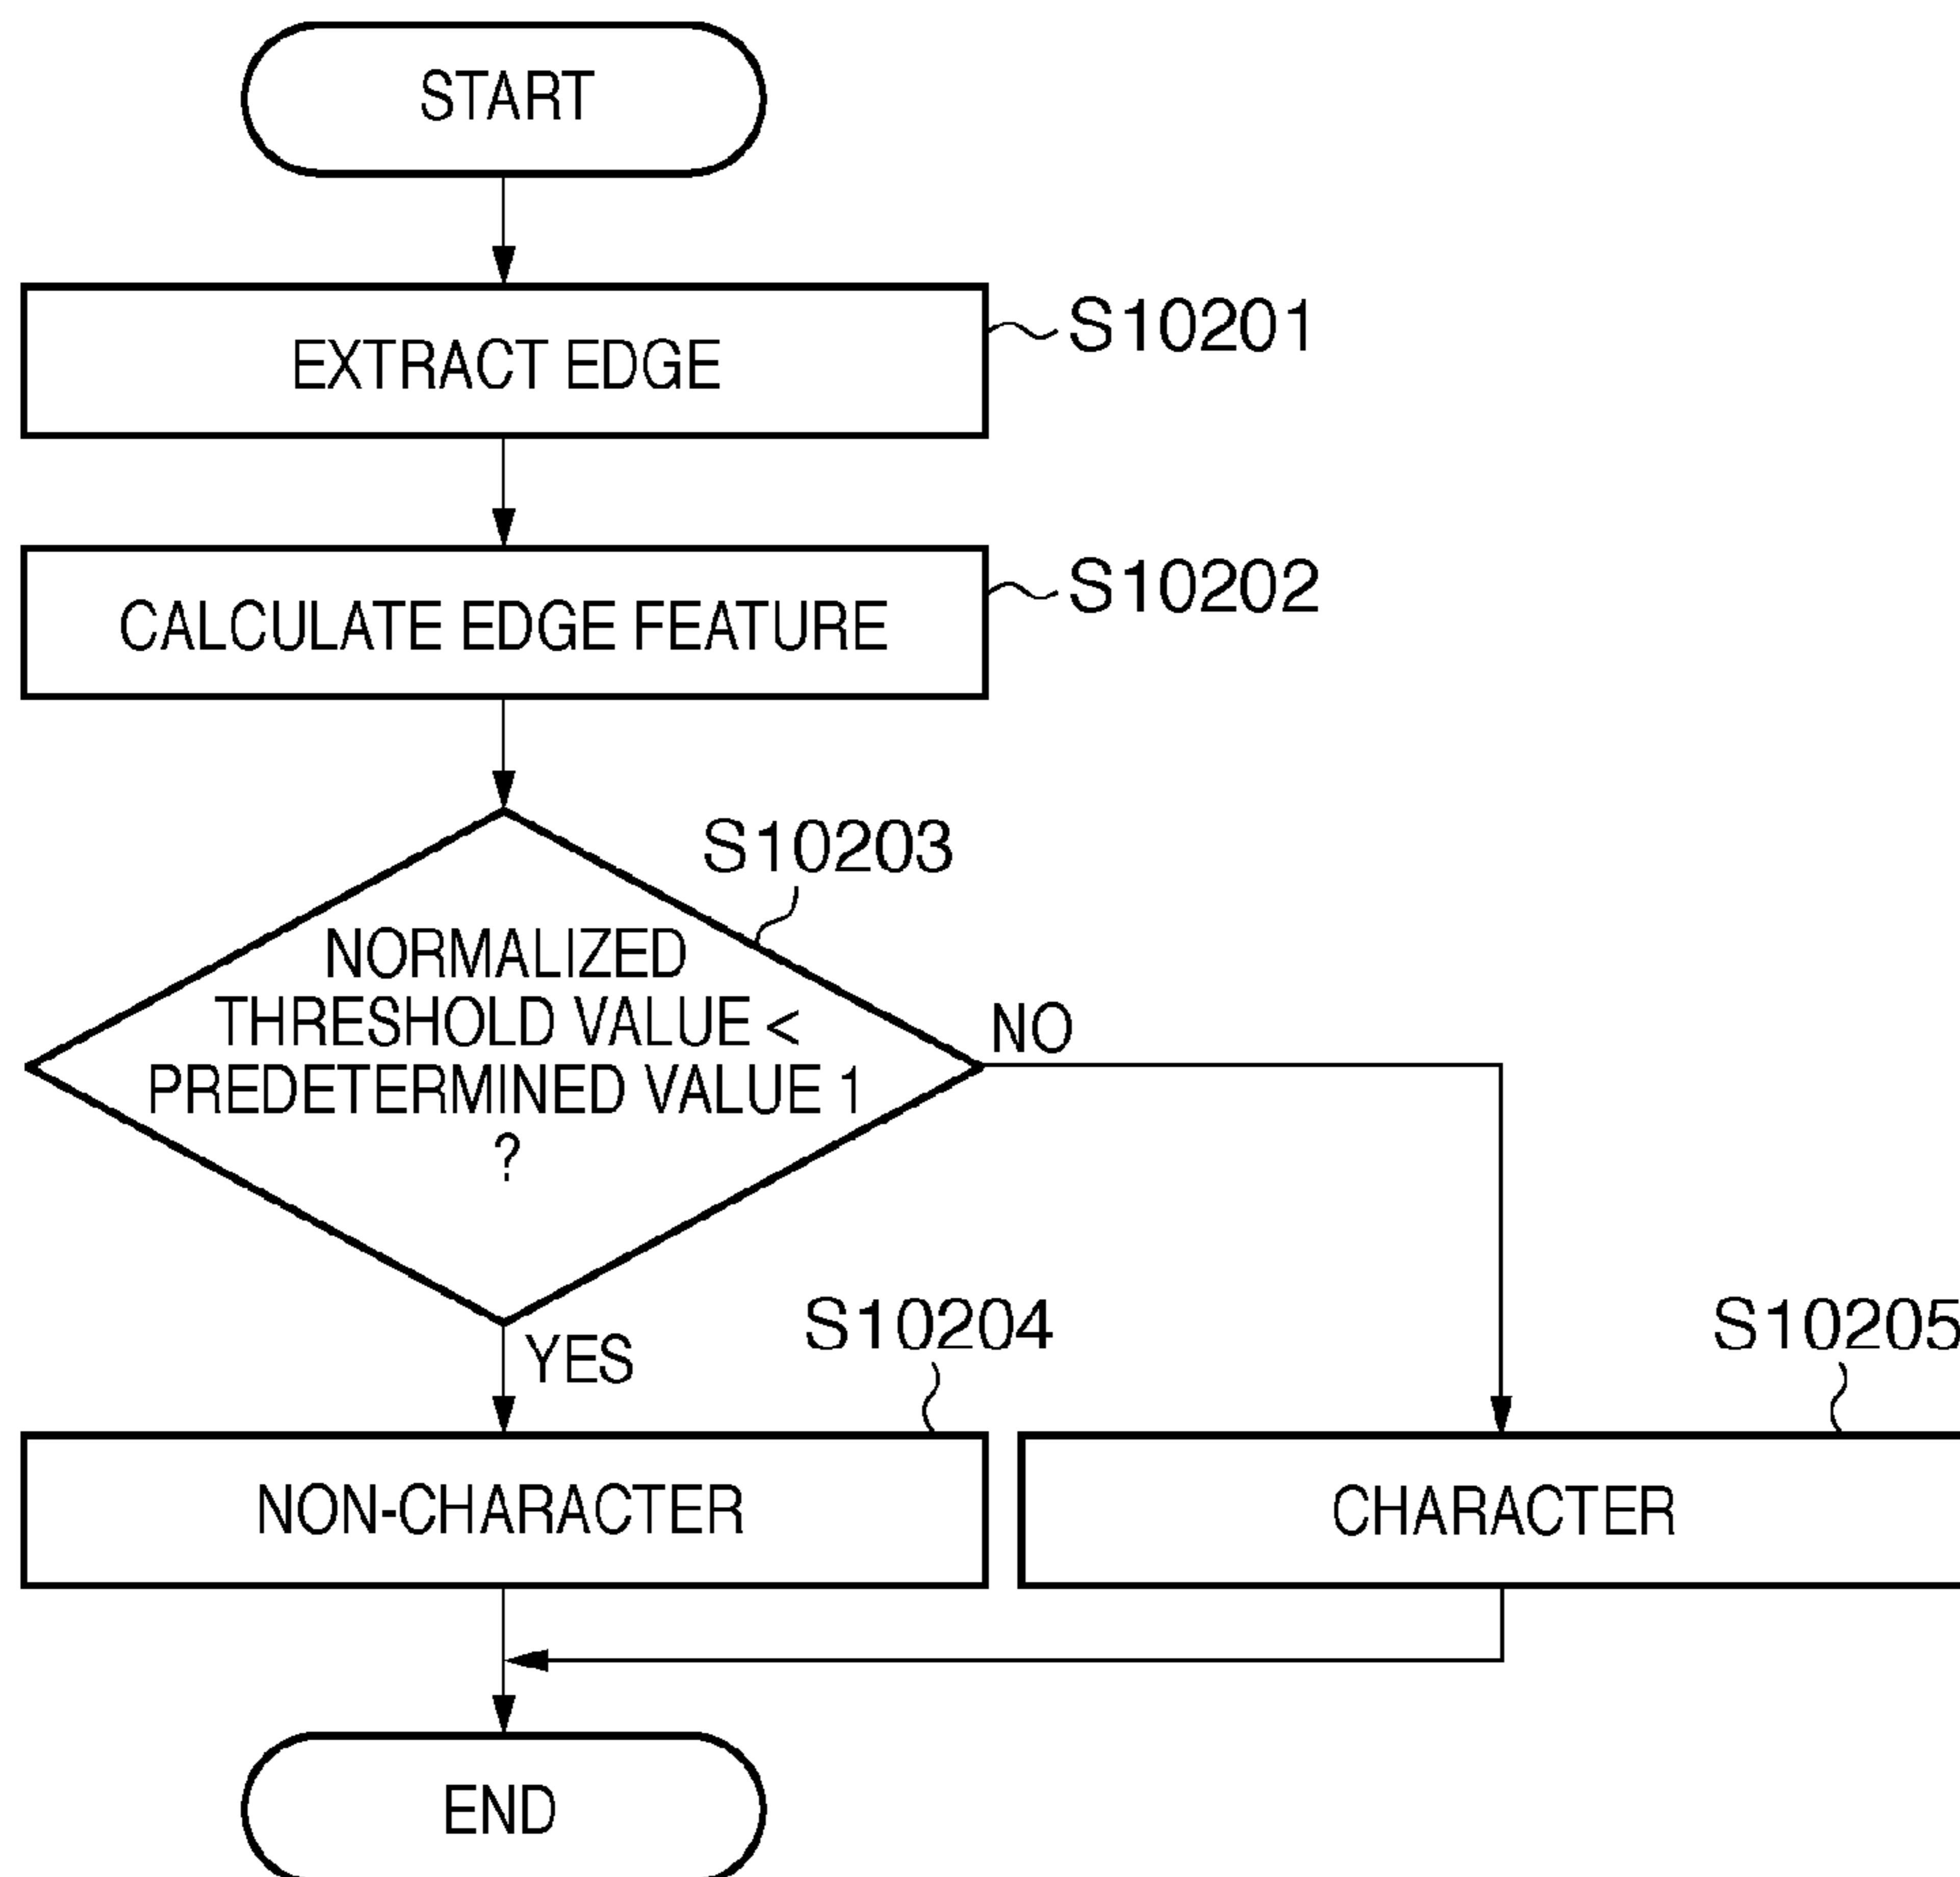 START
EXTRACT EDGE
S10201
CALCULATE EDGE FEATURE
S10202
S10203
NORMALIZED
THRESHOLD VALUE <
PREDETERMINED VALUE 1
?
NO
YES
S10204
S10205
NON-CHARACTER
CHARACTER
END